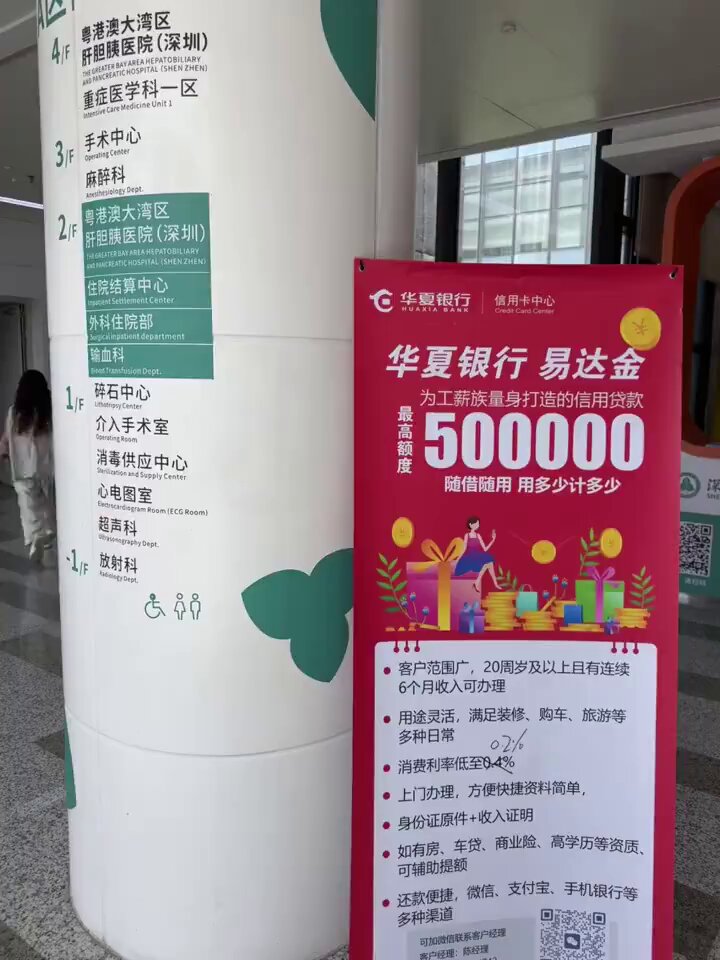 A区
4/F
粤港澳大湾区
肝胆胰医院(深圳)
THE GREATER BAY AREA HEPATOBILIARY
AND PANCREATIC HOSPITAL (SHEN ZHEN)
重症医学科一区
Intensive Care Medicine Unit 1
3/F
手术中心
Operating Center
麻醉科
Anesthesiology Dept.
2/F
粤港澳大湾区
肝胆胰医院(深圳)
THE GREATER BAY AREA HEPATOBILIARY
AND PANCREATIC HOSPITAL (SHEN ZHEN)
住院结算中心
Inpatient Settlement Center
外科住院部
Surgical inpatient department
输血科
Blood Transfusion Dept.
1/F
碎石中心
Lithotripsy Center
介入手术室
Operating Room
消毒供应中心
Sterilization and Supply Center
心电图室
Electrocardiogram Room (ECG Room)
超声科
Ultrasonography Dept.
-1/F
放射科
Radiology Dept.
华夏银行
HUAXIA BANK
信用卡中心
Credit Card Center
华夏银行 易达金
为工薪族量身打造的信用贷款
最高额度
500000
随借随用 用多少计多少
客户范围广，20周岁及以上且有连续
6个月收入可办理
用途灵活，满足装修、购车、旅游等
多种日常
0.2%
消费利率低至0.4%
上门办理，方便快捷资料简单，
身份证原件+收入证明
如有房、车贷、商业险、高学历等资质、
可辅助提额
还款便捷，微信、支付宝、手机银行等
多种渠道
可加微信联系客户经理
客户经理：陈经理
深